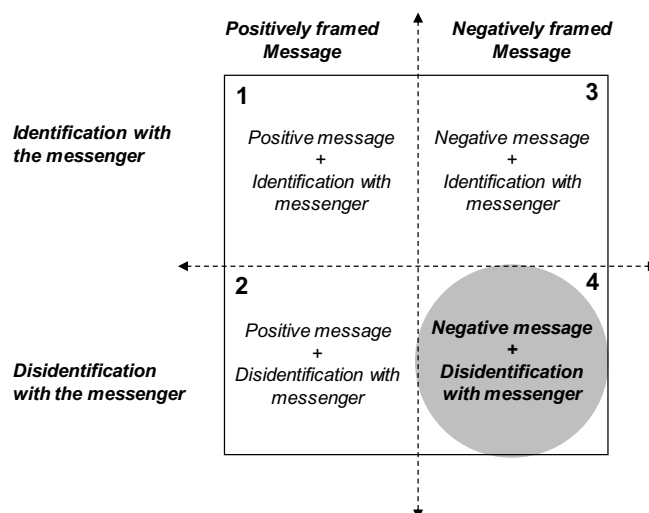 Positively framed
Message
Negatively framed
Message
Identification with
the messenger
1
Positive message
+
Identification with
messenger
3
Negative message
+
Identification with
messenger
Disidentification
with the messenger
2
Positive message
+
Disidentification with
messenger
4
Negative message
+
Disidentification
with messenger